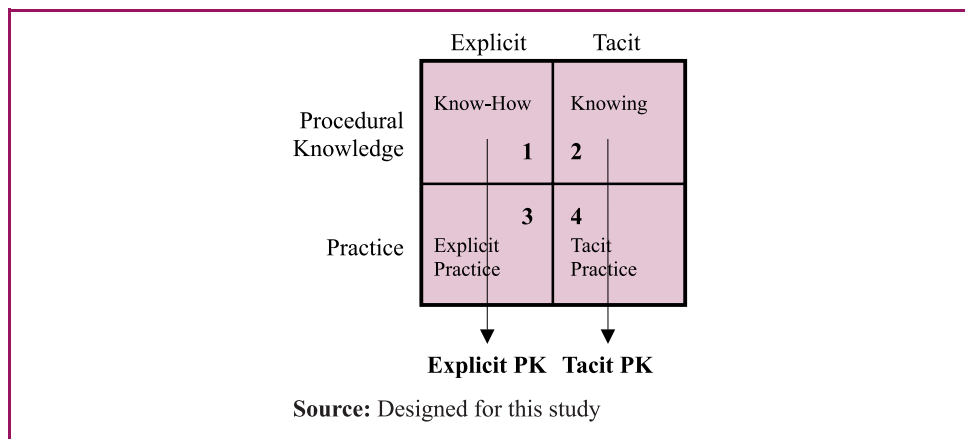 Explicit Tacit
Know-How Knowing
Procedural
Knowledge
1 2
3 4
Practice
Explicit
Practice
Tacit
Practice
Explicit PK Tacit PK
Source: Designed for this study